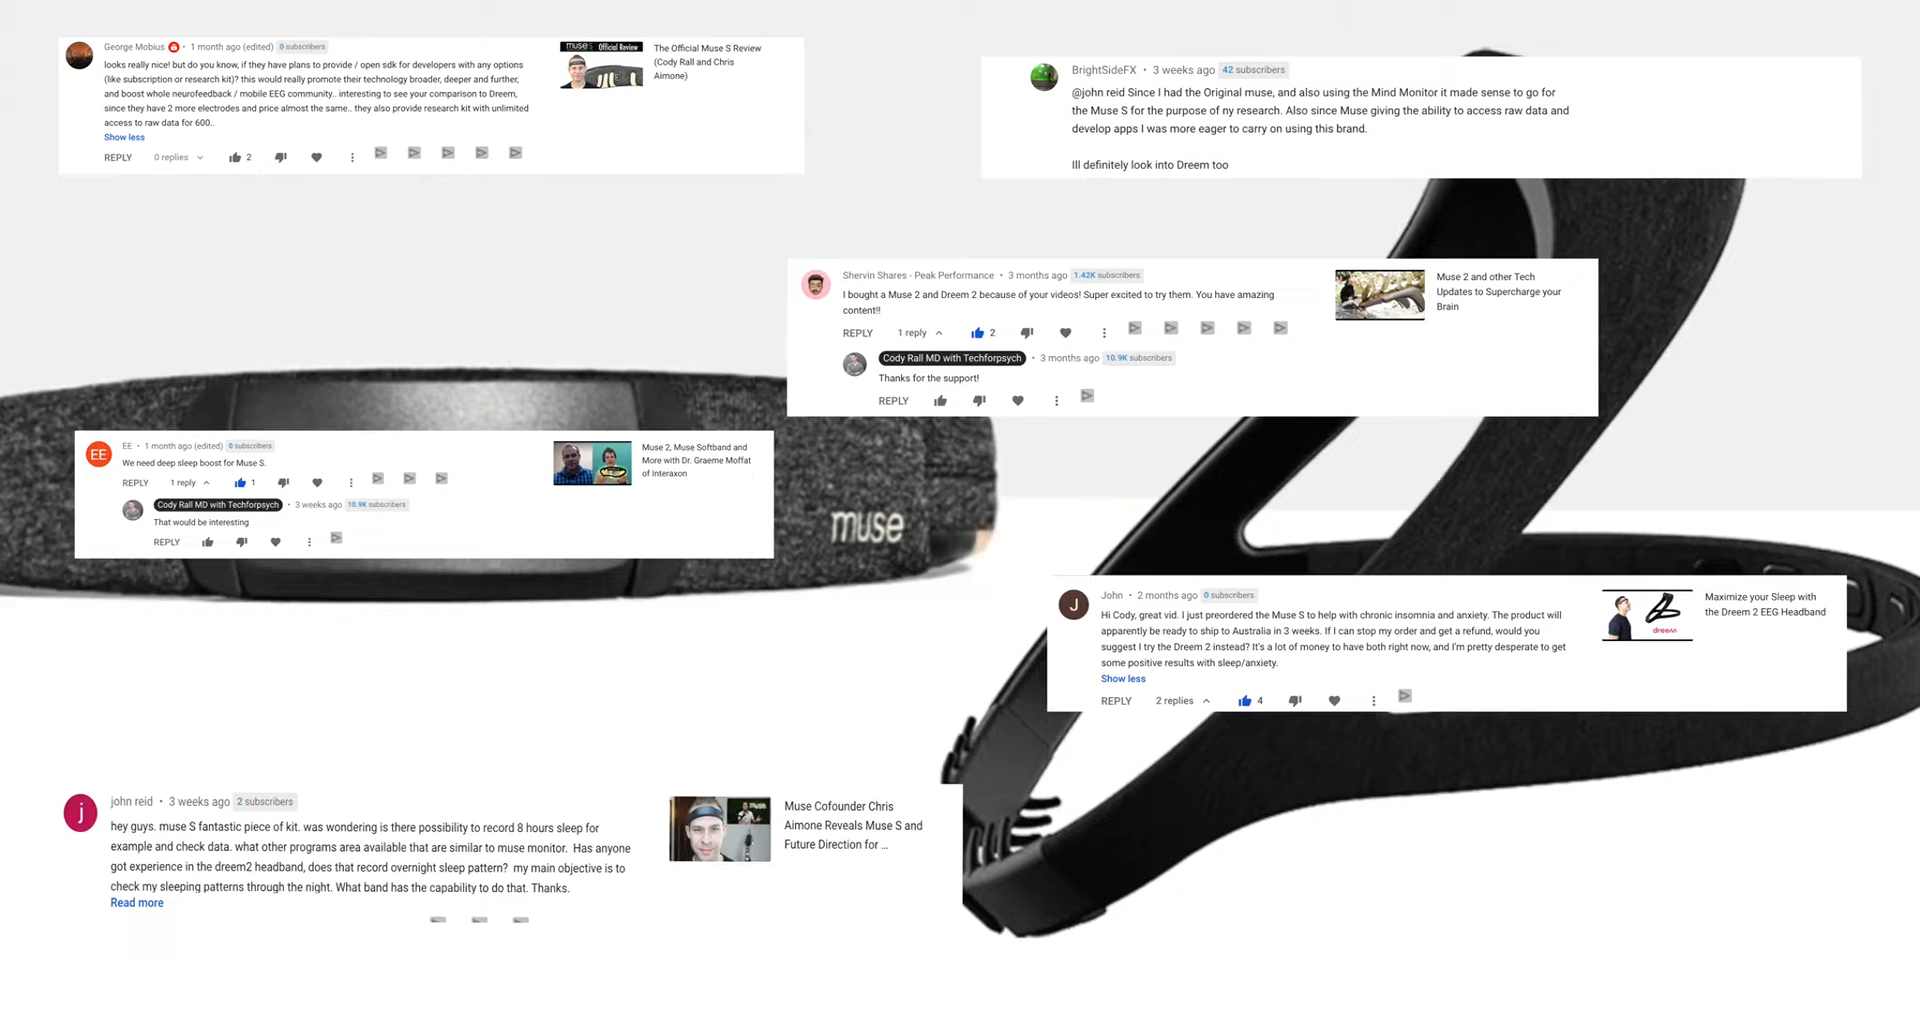 George Mobius • 1 month ago (edited) 0 subscribers
looks really nice! but do you know, if they have plans to provide / open sdk for developers with any options
(like subscription or research kit)? this would really promote their technology broader, deeper and further,
and boost whole neurofeedback / mobile EEG community.. interesting to see your comparison to Dreem,
since they have 2 more electrodes and price almost the same.. they also provide research kit with unlimited
access to raw data for 600..
Show less
REPLY 0 replies 2
muse s Official Review
The Official Muse S Review
(Cody Rall and Chris
Aimone)
BrightSideFX • 3 weeks ago 42 subscribers
@john reid Since I had the Original muse, and also using the Mind Monitor it made sense to go for
the Muse S for the purpose of ny research. Also since Muse giving the ability to access raw data and
develop apps I was more eager to carry on using this brand.
Ill definitely look into Dreem too
Shervin Shares - Peak Performance • 3 months ago 1.42K subscribers
I bought a Muse 2 and Dreem 2 because of your videos! Super excited to try them. You have amazing
content!!
REPLY 1 reply 2
Cody Rall MD with Techforpsych • 3 months ago 10.9K subscribers
Thanks for the support!
REPLY
Muse 2 and other Tech
Updates to Supercharge your
Brain
EE
EE • 1 month ago (edited) 0 subscribers
We need deep sleep boost for Muse S.
REPLY 1 reply 1
Cody Rall MD with Techforpsych • 3 weeks ago 10.9K subscribers
That would be interesting
REPLY
Muse 2, Muse Softband and
More with Dr. Graeme Moffat
of Interaxon
muse
J
John • 2 months ago 0 subscribers
Hi Cody, great vid. I just preordered the Muse S to help with chronic insomnia and anxiety. The product will
apparently be ready to ship to Australia in 3 weeks. If I can stop my order and get a refund, would you
suggest I try the Dreem 2 instead? It's a lot of money to have both right now, and I'm pretty desperate to get
some positive results with sleep/anxiety.
Show less
REPLY 2 replies 4
dreem
Maximize your Sleep with
the Dreem 2 EEG Headband
j
john reid • 3 weeks ago 2 subscribers
hey guys. muse S fantastic piece of kit. was wondering is there possibility to record 8 hours sleep for
example and check data. what other programs area available that are similar to muse monitor. Has anyone
got experience in the dreem2 headband, does that record overnight sleep pattern? my main objective is to
check my sleeping patterns through the night. What band has the capability to do that. Thanks.
Read more
muse
Muse Cofounder Chris
Aimone Reveals Muse S and
Future Direction for ...